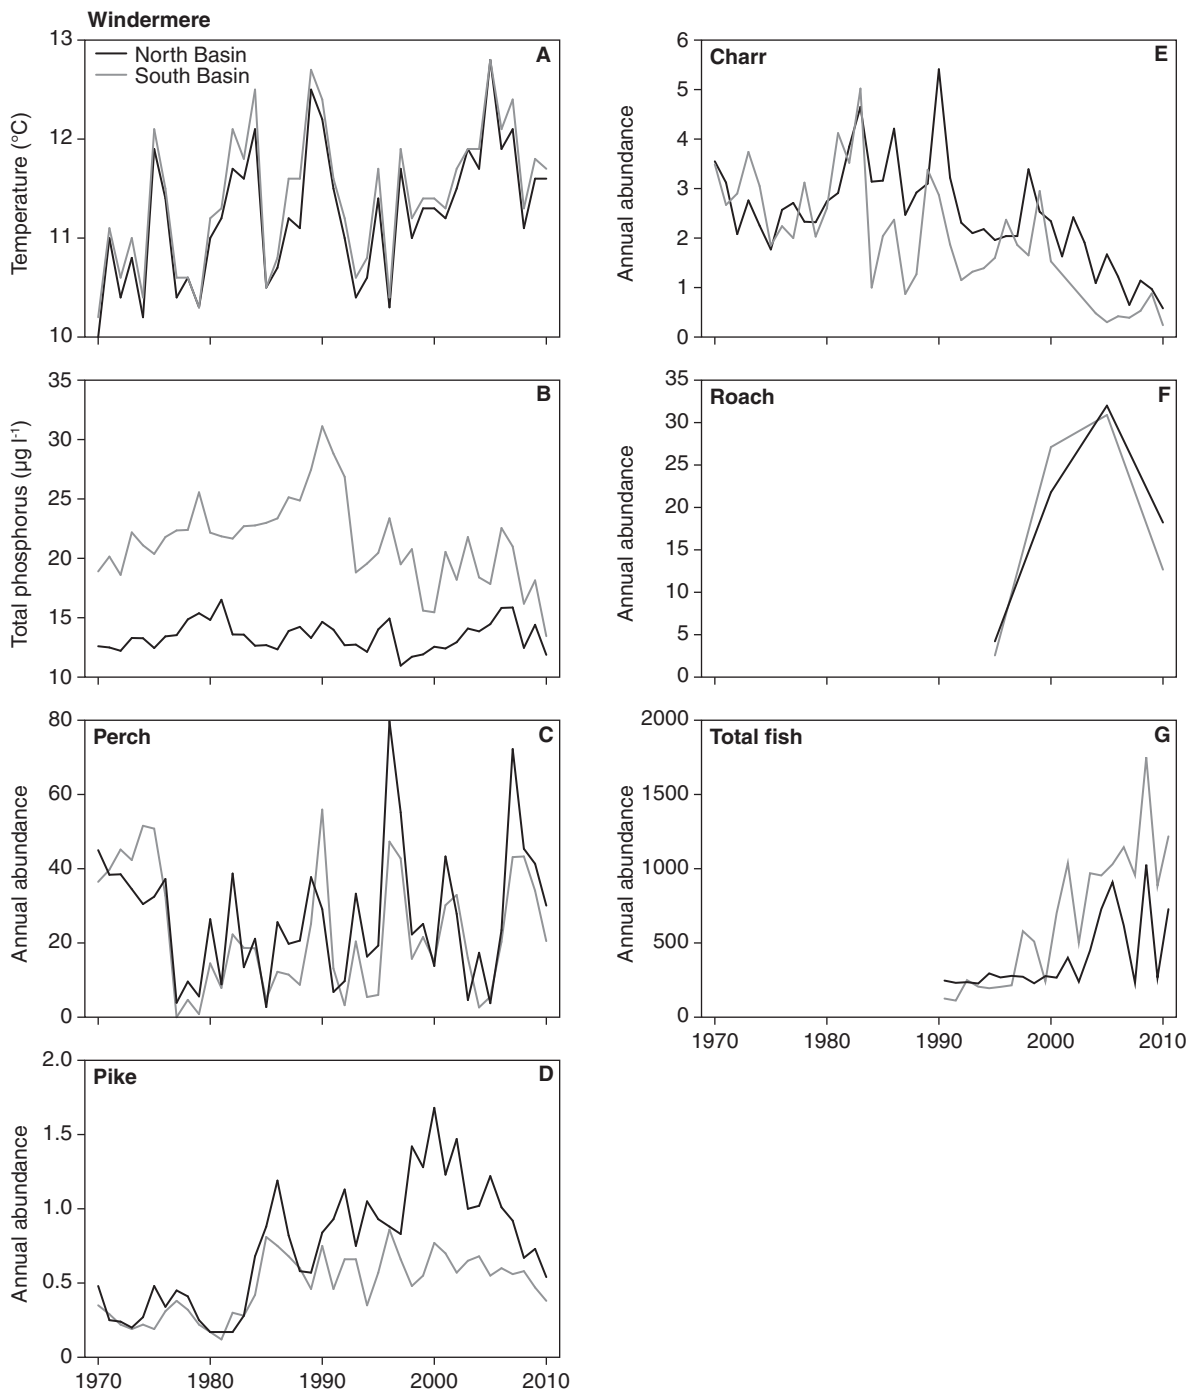 Windermere
13
12
11
10
Temperature (°C)
North Basin
South Basin
A
35
30
25
20
15
10
Total phosphorus (µg l-1)
B
80
60
40
20
0
Annual abundance
Perch
C
2.0
1.5
1.0
0.5
0
Annual abundance
Pike
D
1970 1980 1990 2000 2010
6
5
4
3
2
1
0
Annual abundance
Charr
E
35
30
25
20
15
10
5
0
Annual abundance
Roach
F
2000
1500
1000
500
0
Annual abundance
Total fish
G
1970 1980 1990 2000 2010